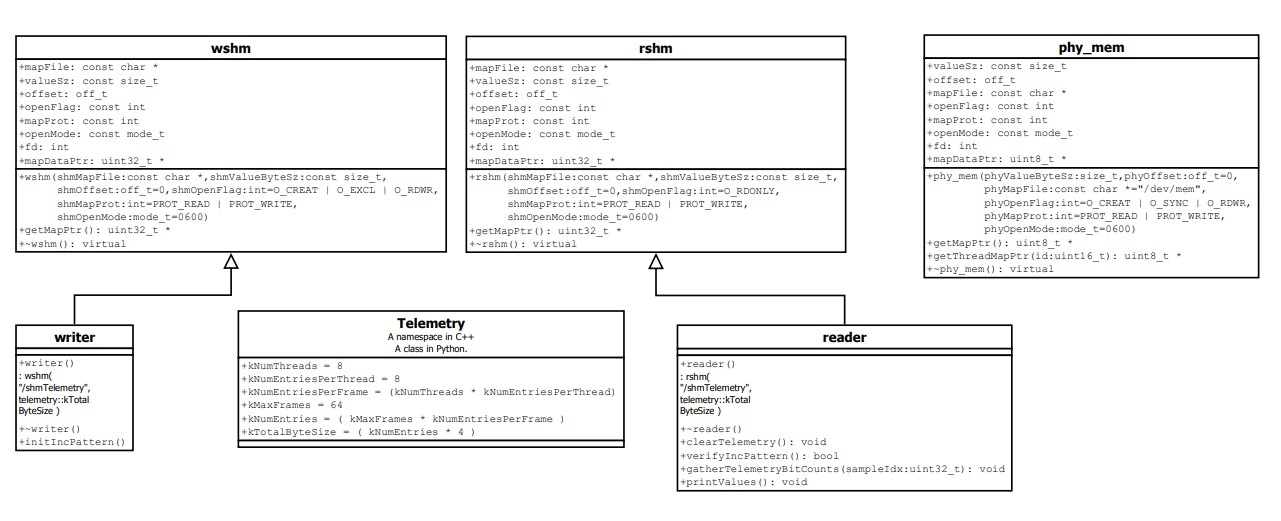 wshm
+mapFile: const char *
+valueSz: const size_t
+offset: off_t
+openFlag: const int
+mapProt: const int
+openMode: const mode_t
+fd: int
+mapDataPtr: uint32_t *
+wshm(shmMapFile:const char *,shmValueByteSz:const size_t,
shmOffset:off_t=0,shmOpenFlag:int=O_CREAT | O_EXCL | O_RDWR,
shmMapProt:int=PROT_READ | PROT_WRITE,
shmOpenMode:mode_t=0600)
+getMapPtr(): uint32_t *
+~wshm(): virtual
rshm
+mapFile: const char *
+valueSz: const size_t
+offset: off_t
+openFlag: const int
+mapProt: const int
+openMode: const mode_t
+fd: int
+mapDataPtr: uint32_t *
+rshm(shmMapFile:const char *,shmValueByteSz:const size_t,
shmOffset:off_t=0,shmOpenFlag:int=O_RDONLY,
shmMapProt:int=PROT_READ | PROT_WRITE,
shmOpenMode:mode_t=0600)
+getMapPtr(): uint32_t *
+~rshm(): virtual
phy_mem
+valueSz: const size_t
+offset: off_t
+mapFile: const char *
+openFlag: const int
+mapProt: const int
+openMode: const mode_t
+fd: int
+mapDataPtr: uint8_t *
+phy_mem(phyValueByteSz:size_t,phyOffset:off_t=0,
phyMapFile:const char *="/dev/mem",
phyOpenFlag:int=O_CREAT | O_SYNC | O_RDWR,
phyMapProt:int=PROT_READ | PROT_WRITE,
phyOpenMode:mode_t=0600)
+getMapPtr(): uint8_t *
+getThreadMapPtr(id:uint16_t): uint8_t *
+~phy_mem(): virtual
writer
+writer()
: wshm(
"/shmTelemetry",
telemetry::kTotal
ByteSize )
+~writer()
+initIncPattern()
Telemetry
A namespace in C++
A class in Python.
+kNumThreads = 8
+kNumEntriesPerThread = 8
+kNumEntriesPerFrame = (kNumThreads * kNumEntriesPerThread)
+kMaxFrames = 64
+kNumEntries = ( kMaxFrames * kNumEntriesPerFrame )
+kTotalByteSize = ( kNumEntries * 4 )
reader
+reader()
: rshm(
"/shmTelemetry",
telemetry::kTotal
ByteSize )
+~reader()
+clearTelemetry(): void
+verifyIncPattern(): bool
+gatherTelemetryBitCounts(sampleIdx:uint32_t): void
+printValues(): void